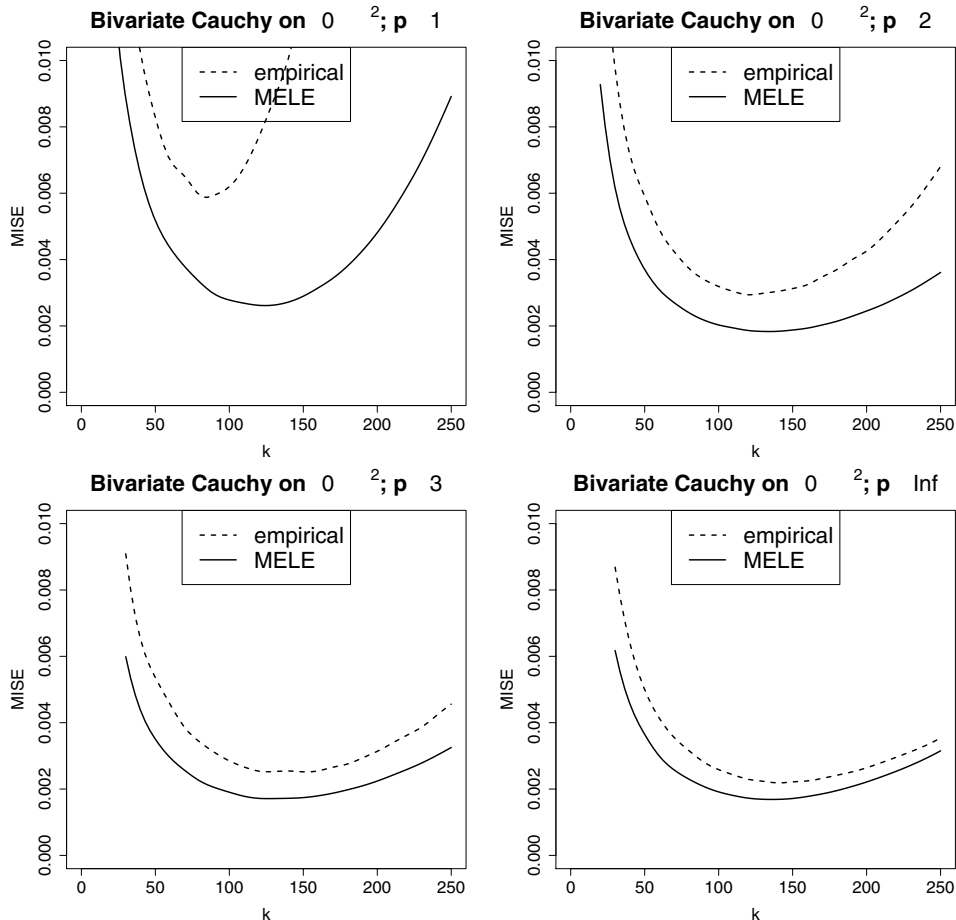 Bivariate Cauchy on 0 ²; p 1
empirical
MELE
MISE
0.000 0.002 0.004 0.006 0.008 0.010
0 50 100 150 200 250
k
Bivariate Cauchy on 0 ²; p 2
empirical
MELE
MISE
0.000 0.002 0.004 0.006 0.008 0.010
0 50 100 150 200 250
k
Bivariate Cauchy on 0 ²; p 3
empirical
MELE
MISE
0.000 0.002 0.004 0.006 0.008 0.010
0 50 100 150 200 250
k
Bivariate Cauchy on 0 ²; p Inf
empirical
MELE
MISE
0.000 0.002 0.004 0.006 0.008 0.010
0 50 100 150 200 250
k